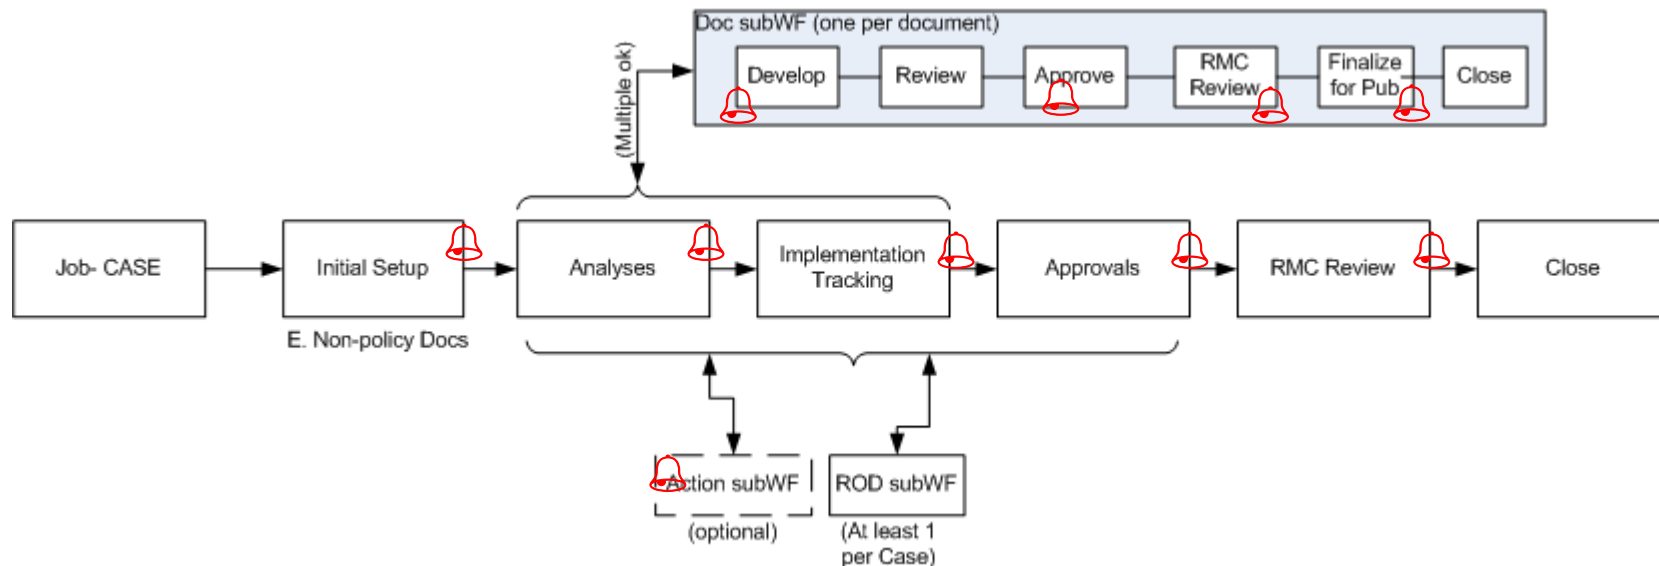 Doc subWF (one per document)
Develop
Review
Approve
RMC
Review
Finalize
for Pub
Close
(Multiple ok)
Job- CASE
Initial Setup
Analyses
Implementation
Tracking
Approvals
RMC Review
Close
E. Non-policy Docs
Action subWF
(optional)
ROD subWF
(At least 1
per Case)